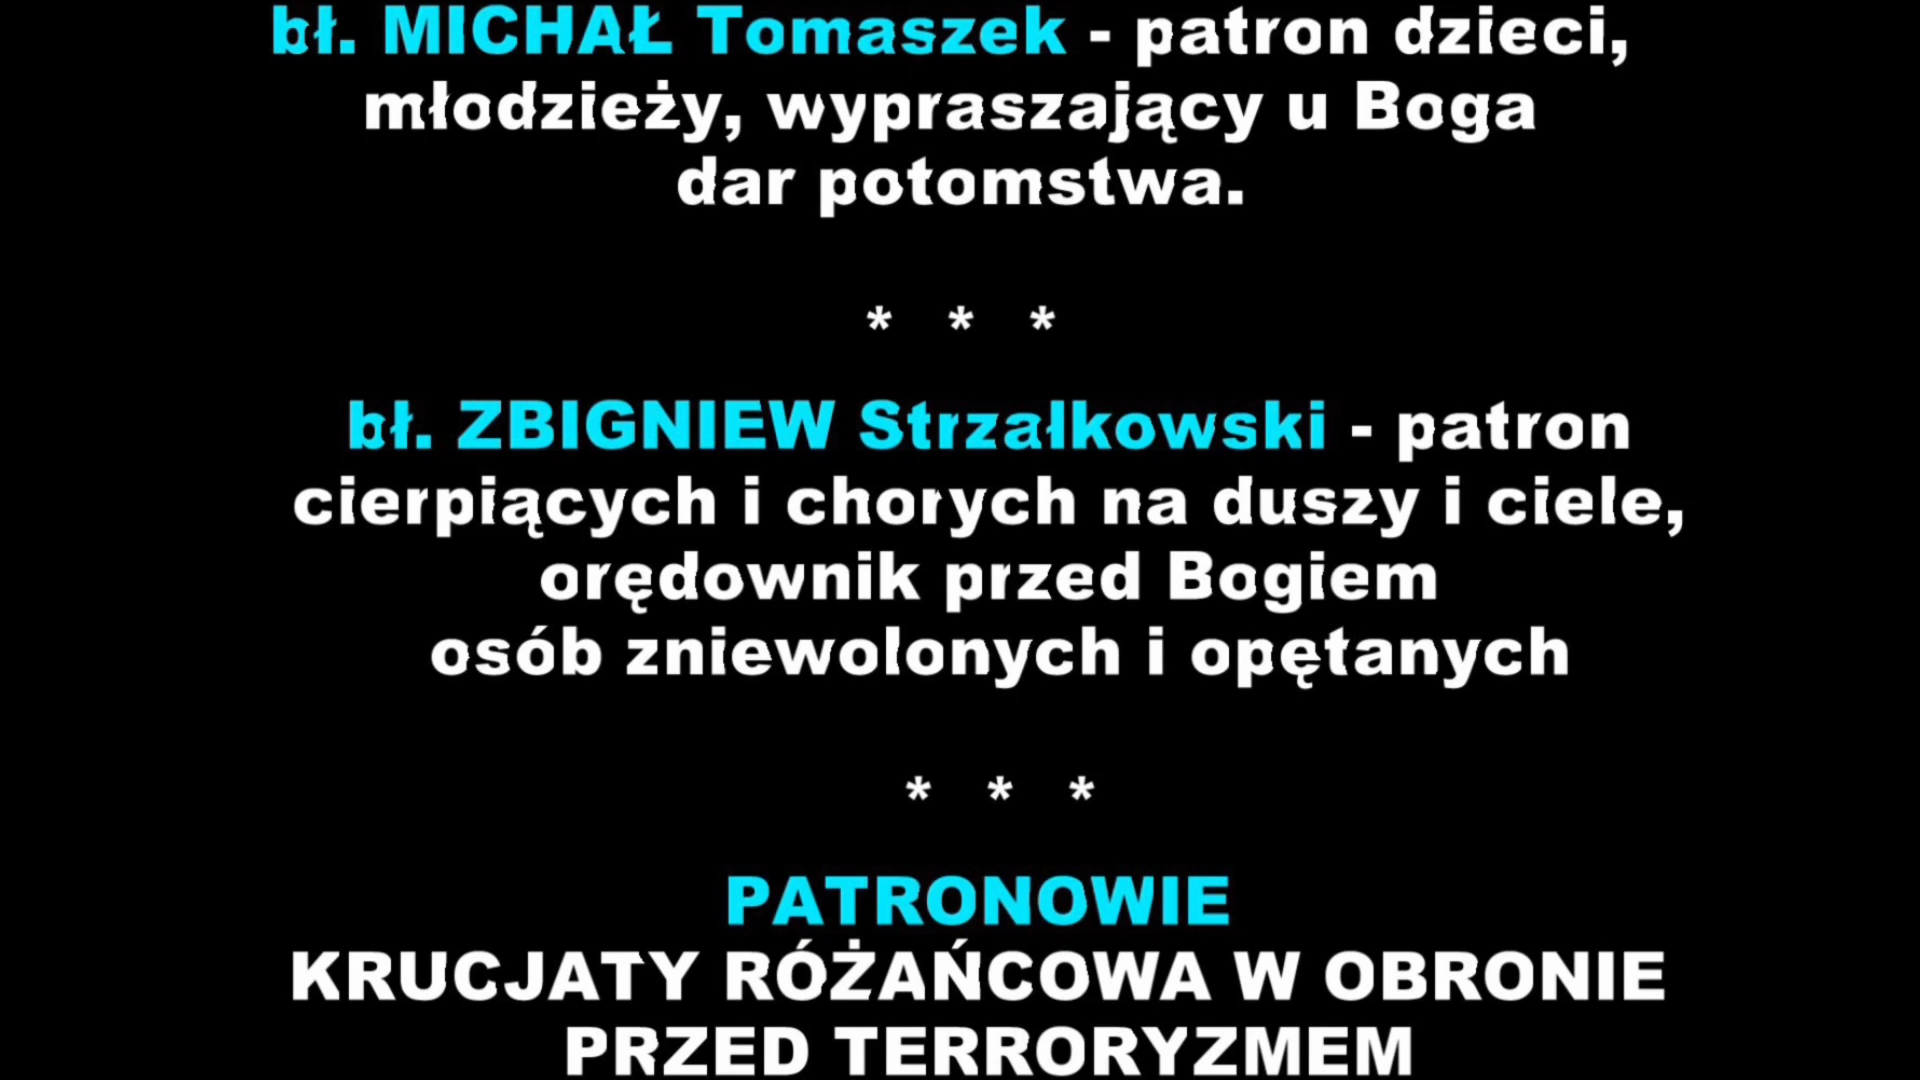 bł. MICHAŁ Tomaszek - patron dzieci,
młodzieży, wypraszający u Boga
dar potomstwa.
* * *
bł. ZBIGNIEW Strzałkowski - patron
cierpiących i chorych na duszy i ciele,
orędownik przed Bogiem
osób zniewolonych i opętanych
* * *
PATRONOWIE
KRUCJATY RÓŻAŃCOWA W OBRONIE
PRZED TERRORYZMEM